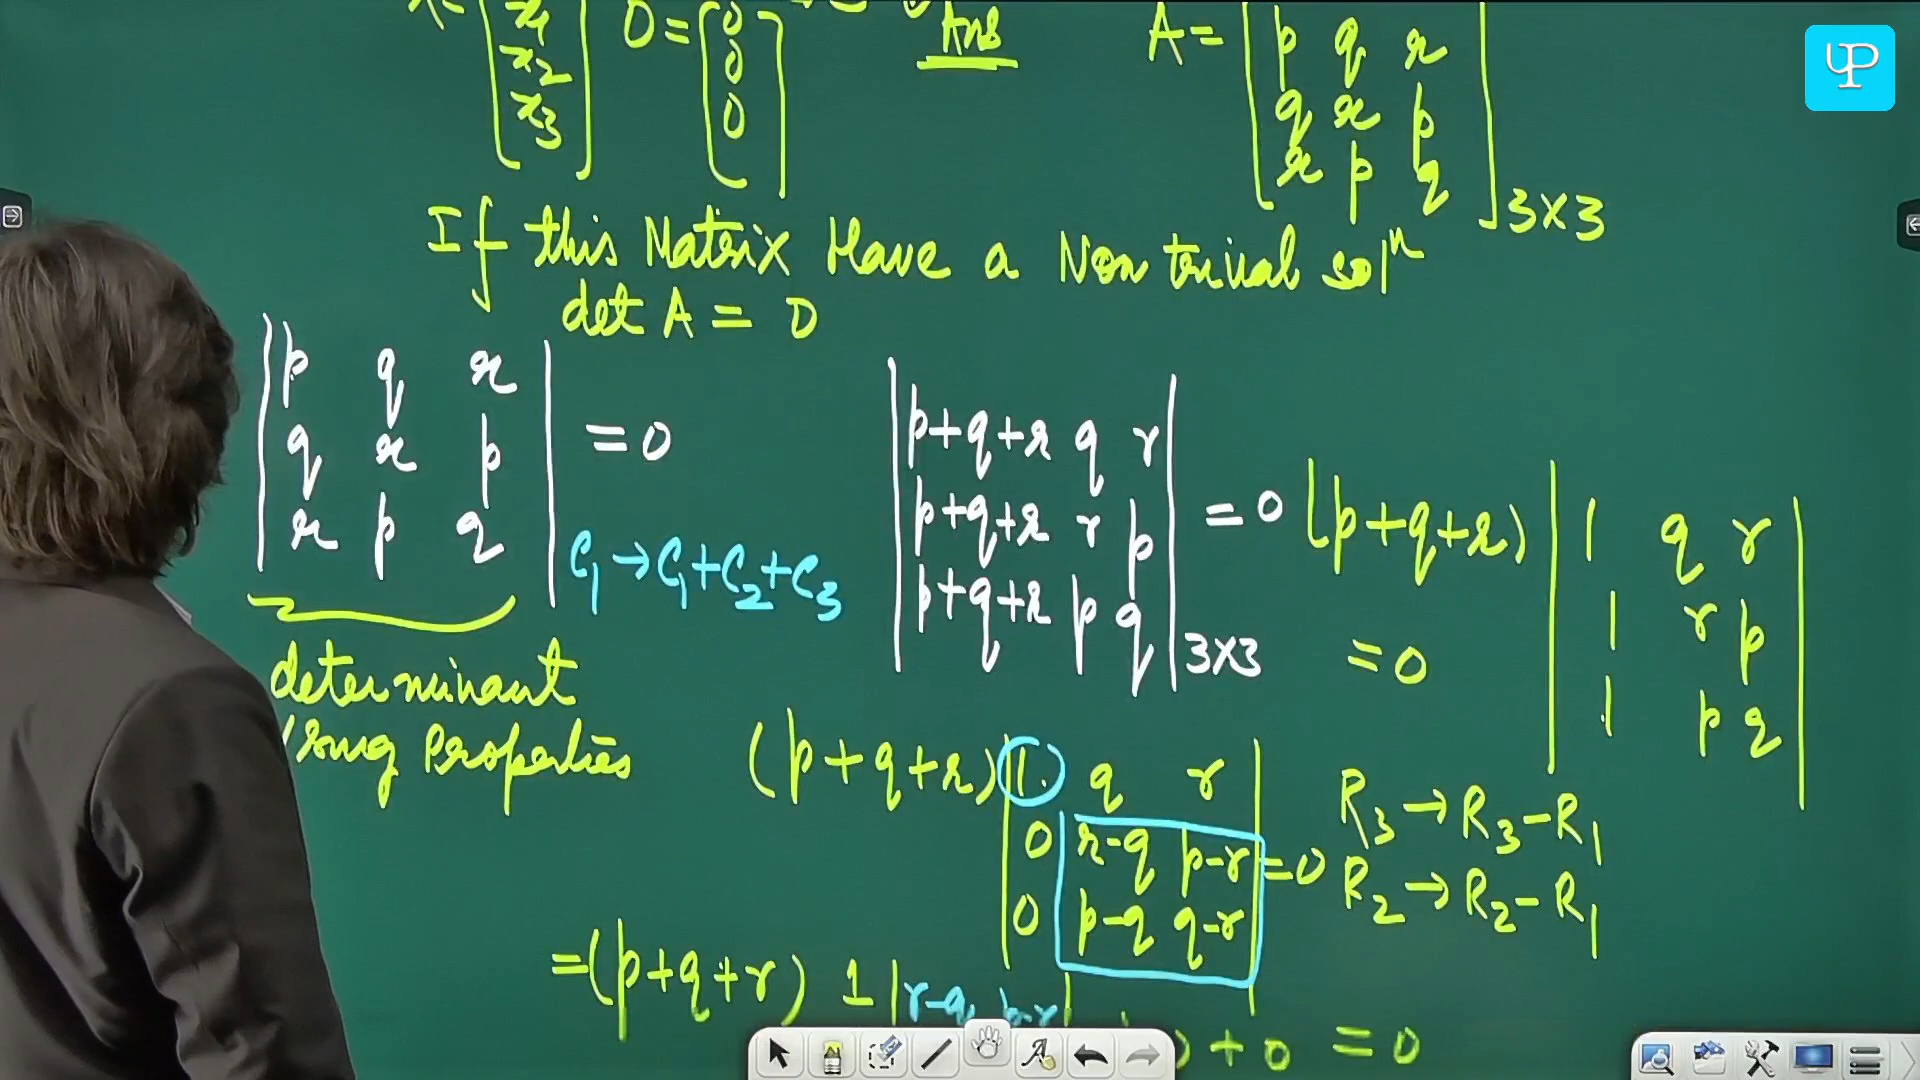 x1
x2
x3
0 = 0
0
0
Ans
A = p q r
q r p
r p q
3×3
If this Matrix Have a Non trivial solⁿ
det A = 0
p q r
q r p
r p q
= 0
C1 → C1+C2+C3
determinant
Using Properties
p+q+r q r
p+q+r r p
p+q+r p q
3×3
= 0
(p+q+r)
1 q r
1 r p
1 p q
= 0
(p+q+r) 1 q r
0 r-q p-r
0 p-q q-r
= 0
R3 → R3-R1
R2 → R2-R1
= (p+q+r) 1 r-q p-r
+ 0 = 0